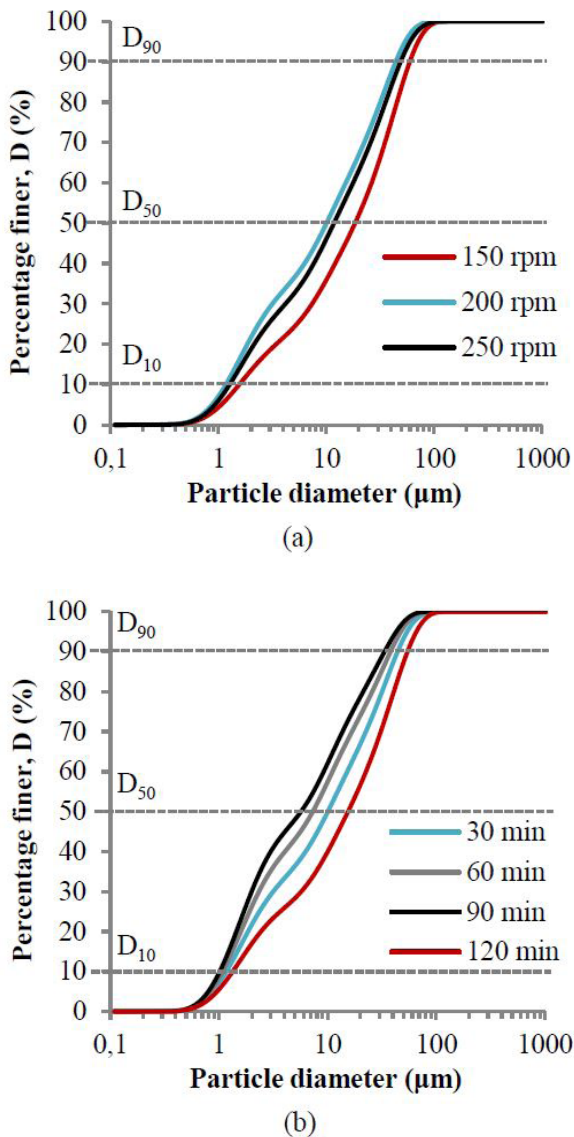 100
D90
90
80
70
60
D50
50
40
150 rpm
30
200 rpm
20
D10
250 rpm
10
0
0,1 1 10 100 1000
Percentage finer, D (%)
Particle diameter (µm)
(a)
100
D90
90
80
70
60
D50
50
40
30 min
30
60 min
20
90 min
D10
120 min
10
0
0,1 1 10 100 1000
Percentage finer, D (%)
Particle diameter (µm)
(b)